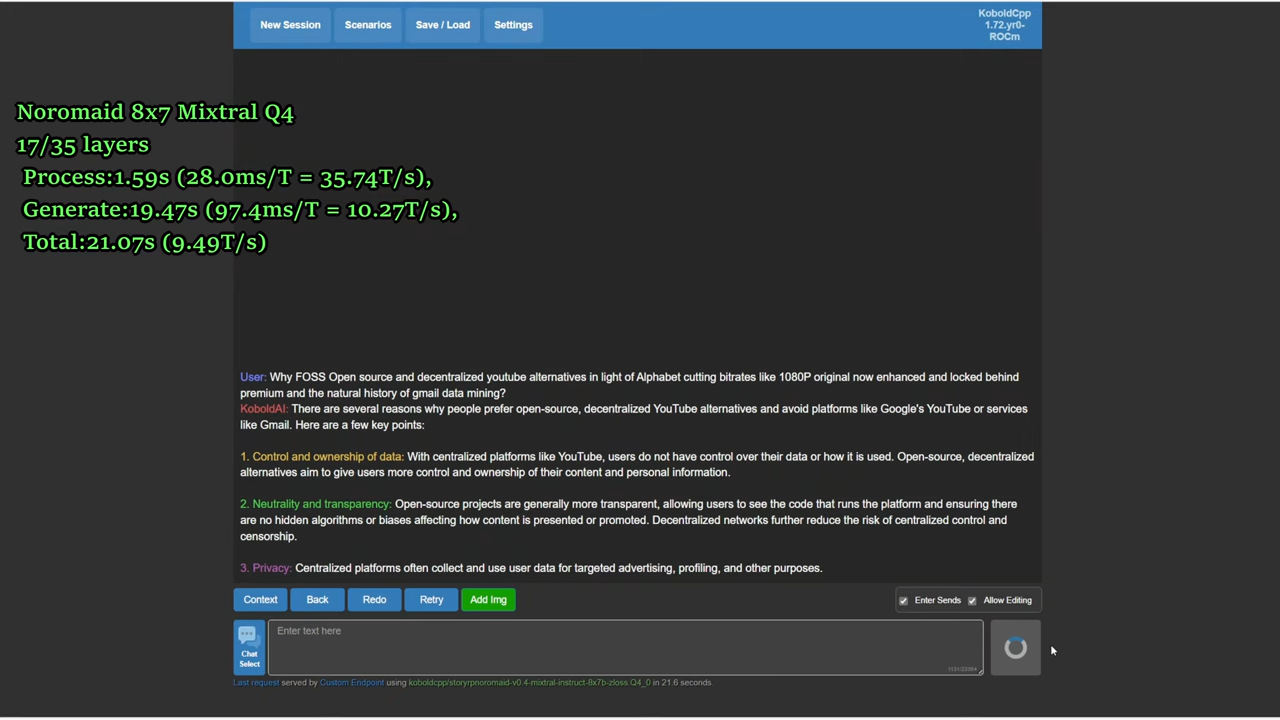 New Session
Scenarios
Save / Load
Settings
KoboldCpp
1.72.yr0-
ROCm
Noromaid 8x7 Mixtral Q4
17/35 layers
Process:1.59s (28.0ms/T = 35.74T/s),
Generate:19.47s (97.4ms/T = 10.27T/s),
Total:21.07s (9.49T/s)
User: Why FOSS Open source and decentralized youtube alternatives in light of Alphabet cutting bitrates like 1080P original now enhanced and locked behind
premium and the natural history of gmail data mining?
KoboldAI: There are several reasons why people prefer open-source, decentralized YouTube alternatives and avoid platforms like Google's YouTube or services
like Gmail. Here are a few key points:
1. Control and ownership of data: With centralized platforms like YouTube, users do not have control over their data or how it is used. Open-source, decentralized
alternatives aim to give users more control and ownership of their content and personal information.
2. Neutrality and transparency: Open-source projects are generally more transparent, allowing users to see the code that runs the platform and ensuring there
are no hidden algorithms or biases affecting how content is presented or promoted. Decentralized networks further reduce the risk of centralized control and
censorship.
3. Privacy: Centralized platforms often collect and use user data for targeted advertising, profiling, and other purposes.
Context
Back
Redo
Retry
Add Img
Enter Sends
Allow Editing
Enter text here
Chat
Select
Last request served by Custom Endpoint using koboldcpp/storyrpnoromaid-v0.4-mixtral-instruct-8x7b-zloss.Q4_0 in 21.6 seconds.